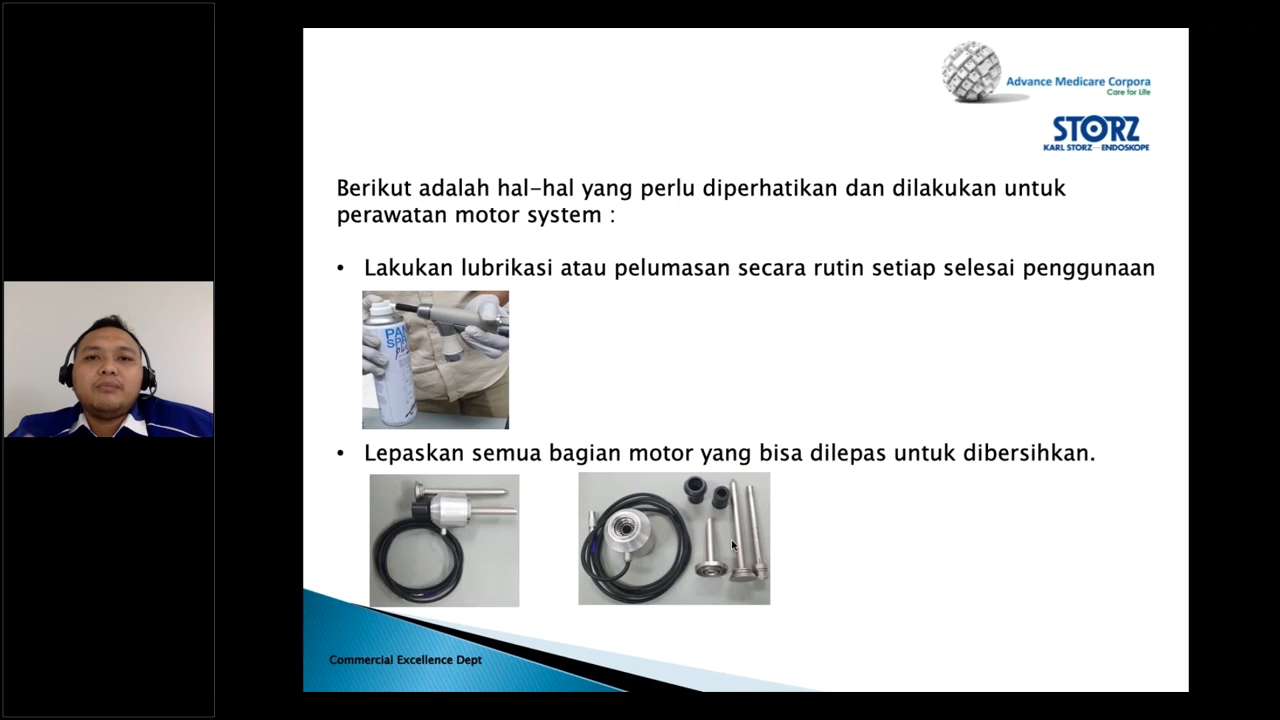 Advance Medicare Corpora
Care for Life
STORZ
KARL STORZ — ENDOSKOPE
Berikut adalah hal-hal yang perlu diperhatikan dan dilakukan untuk
perawatan motor system :
• Lakukan lubrikasi atau pelumasan secara rutin setiap selesai penggunaan
• Lepaskan semua bagian motor yang bisa dilepas untuk dibersihkan.
Commercial Excellence Dept